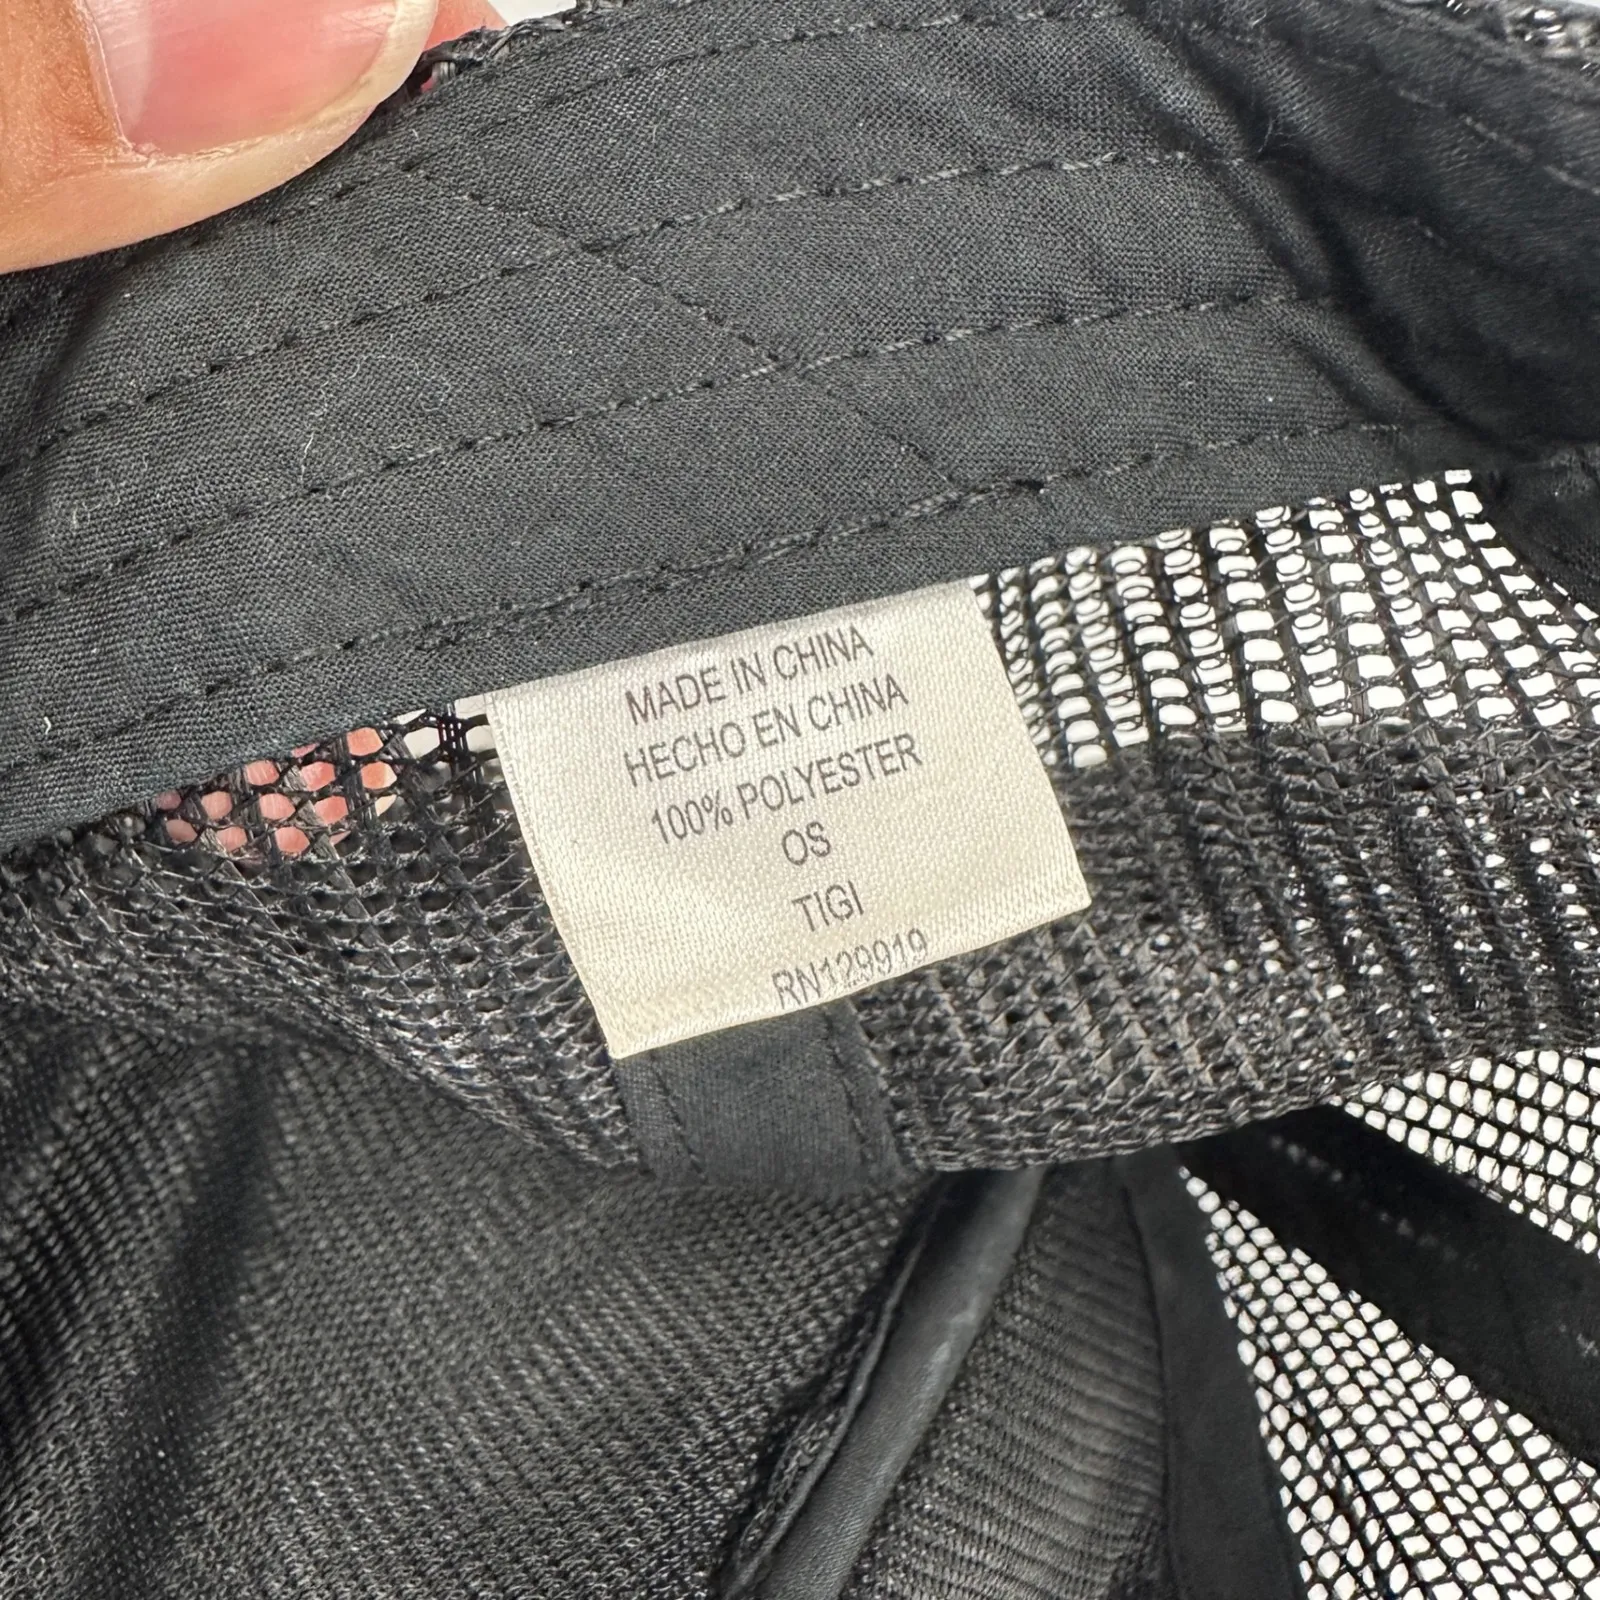 MADE IN CHINA
HECHO EN CHINA
100% POLYESTER
OS
TIGI
RN129919